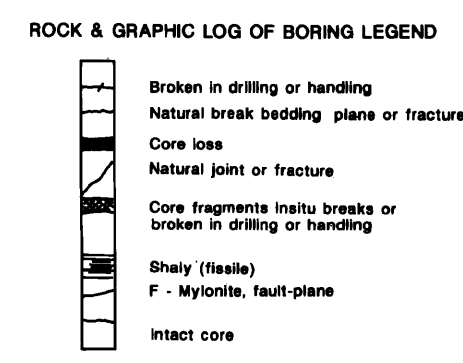 ROCK & GRAPHIC LOG OF BORING LEGEND
Broken in drilling or handling
Natural break bedding plane or fracture
Core loss
Natural joint or fracture
Core fragments insitu breaks or
broken in drilling or handling
Shaly (fissile)
F - Mylonite, fault-plane
Intact core